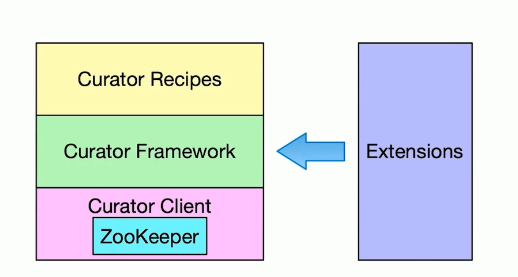 Curator Recipes
Curator Framework
Extensions
Curator Client
ZooKeeper